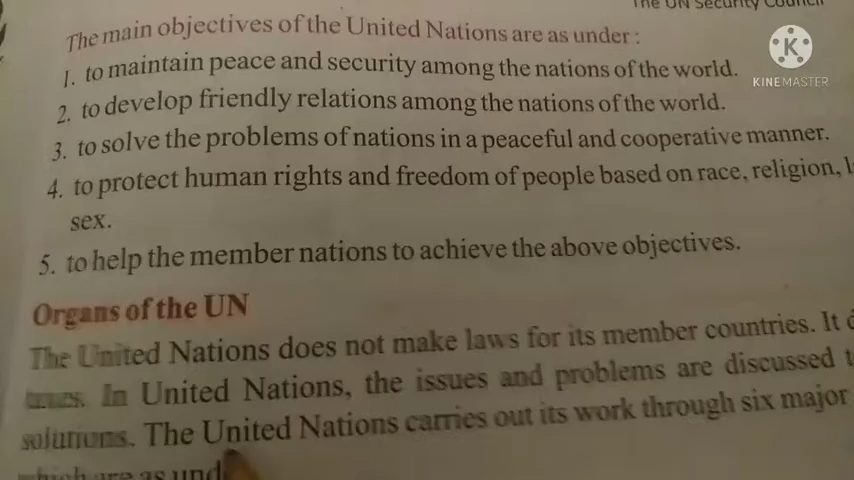 The UN Security Council
The main objectives of the United Nations are as under :
KINEMASTER
1. to maintain peace and security among the nations of the world.
2. to develop friendly relations among the nations of the world.
3. to solve the problems of nations in a peaceful and cooperative manner.
4. to protect human rights and freedom of people based on race, religion,
sex.
5. to help the member nations to achieve the above objectives.
Organs of the UN
The United Nations does not make laws for its member countries. It
In United Nations, the issues and problems are discussed
solutions. The United Nations carries out its work through six major
which are as